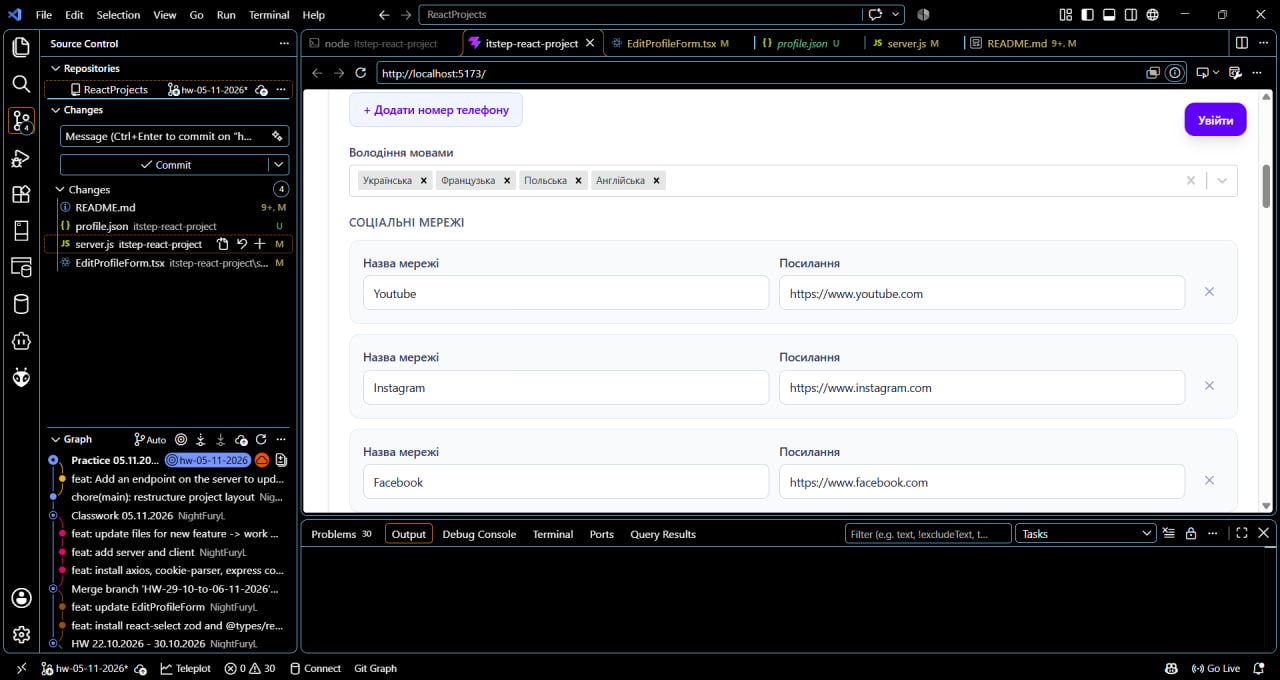 File Edit Selection View Go Run Terminal Help
ReactProjects
Source Control
Repositories
ReactProjects hw-05-11-2026*
Changes
Message (Ctrl+Enter to commit on "h...
Commit
Changes 4
README.md 9+, M
profile.json itstep-react-project U
server.js itstep-react-project M
EditProfileForm.tsx itstep-react-project\s... M
Graph Auto
Practice 05.11.20... hw-05-11-2026
feat: Add an endpoint on the server to upd...
chore(main): restructure project layout Nig...
Classwork 05.11.2026 NightFuryL
feat: update files for new feature -> work ...
feat: add server and client NightFuryL
feat: install axios, cookie-parser, express co...
Merge branch 'HW-29-10-to-06-11-2026'...
feat: update EditProfileForm NightFuryL
feat: install react-select zod and @types/re...
HW 22.10.2026 - 30.10.2026 NightFuryL
node itstep-react-project
itstep-react-project
EditProfileForm.tsx M
profile.json U
JS server.js M
README.md 9+, M
http://localhost:5173/
+ Додати номер телефону
Увійти
Володіння мовами
Українська Французька Польська Англійська
СОЦІАЛЬНІ МЕРЕЖІ
Назва мережі Посилання
Youtube https://www.youtube.com
Назва мережі Посилання
Instagram https://www.instagram.com
Назва мережі Посилання
Facebook https://www.facebook.com
Problems 30 Output Debug Console Terminal Ports Query Results
Filter (e.g. text, !excludeText, t...
Tasks
hw-05-11-2026* Teleplot 0 30 Connect Git Graph Go Live